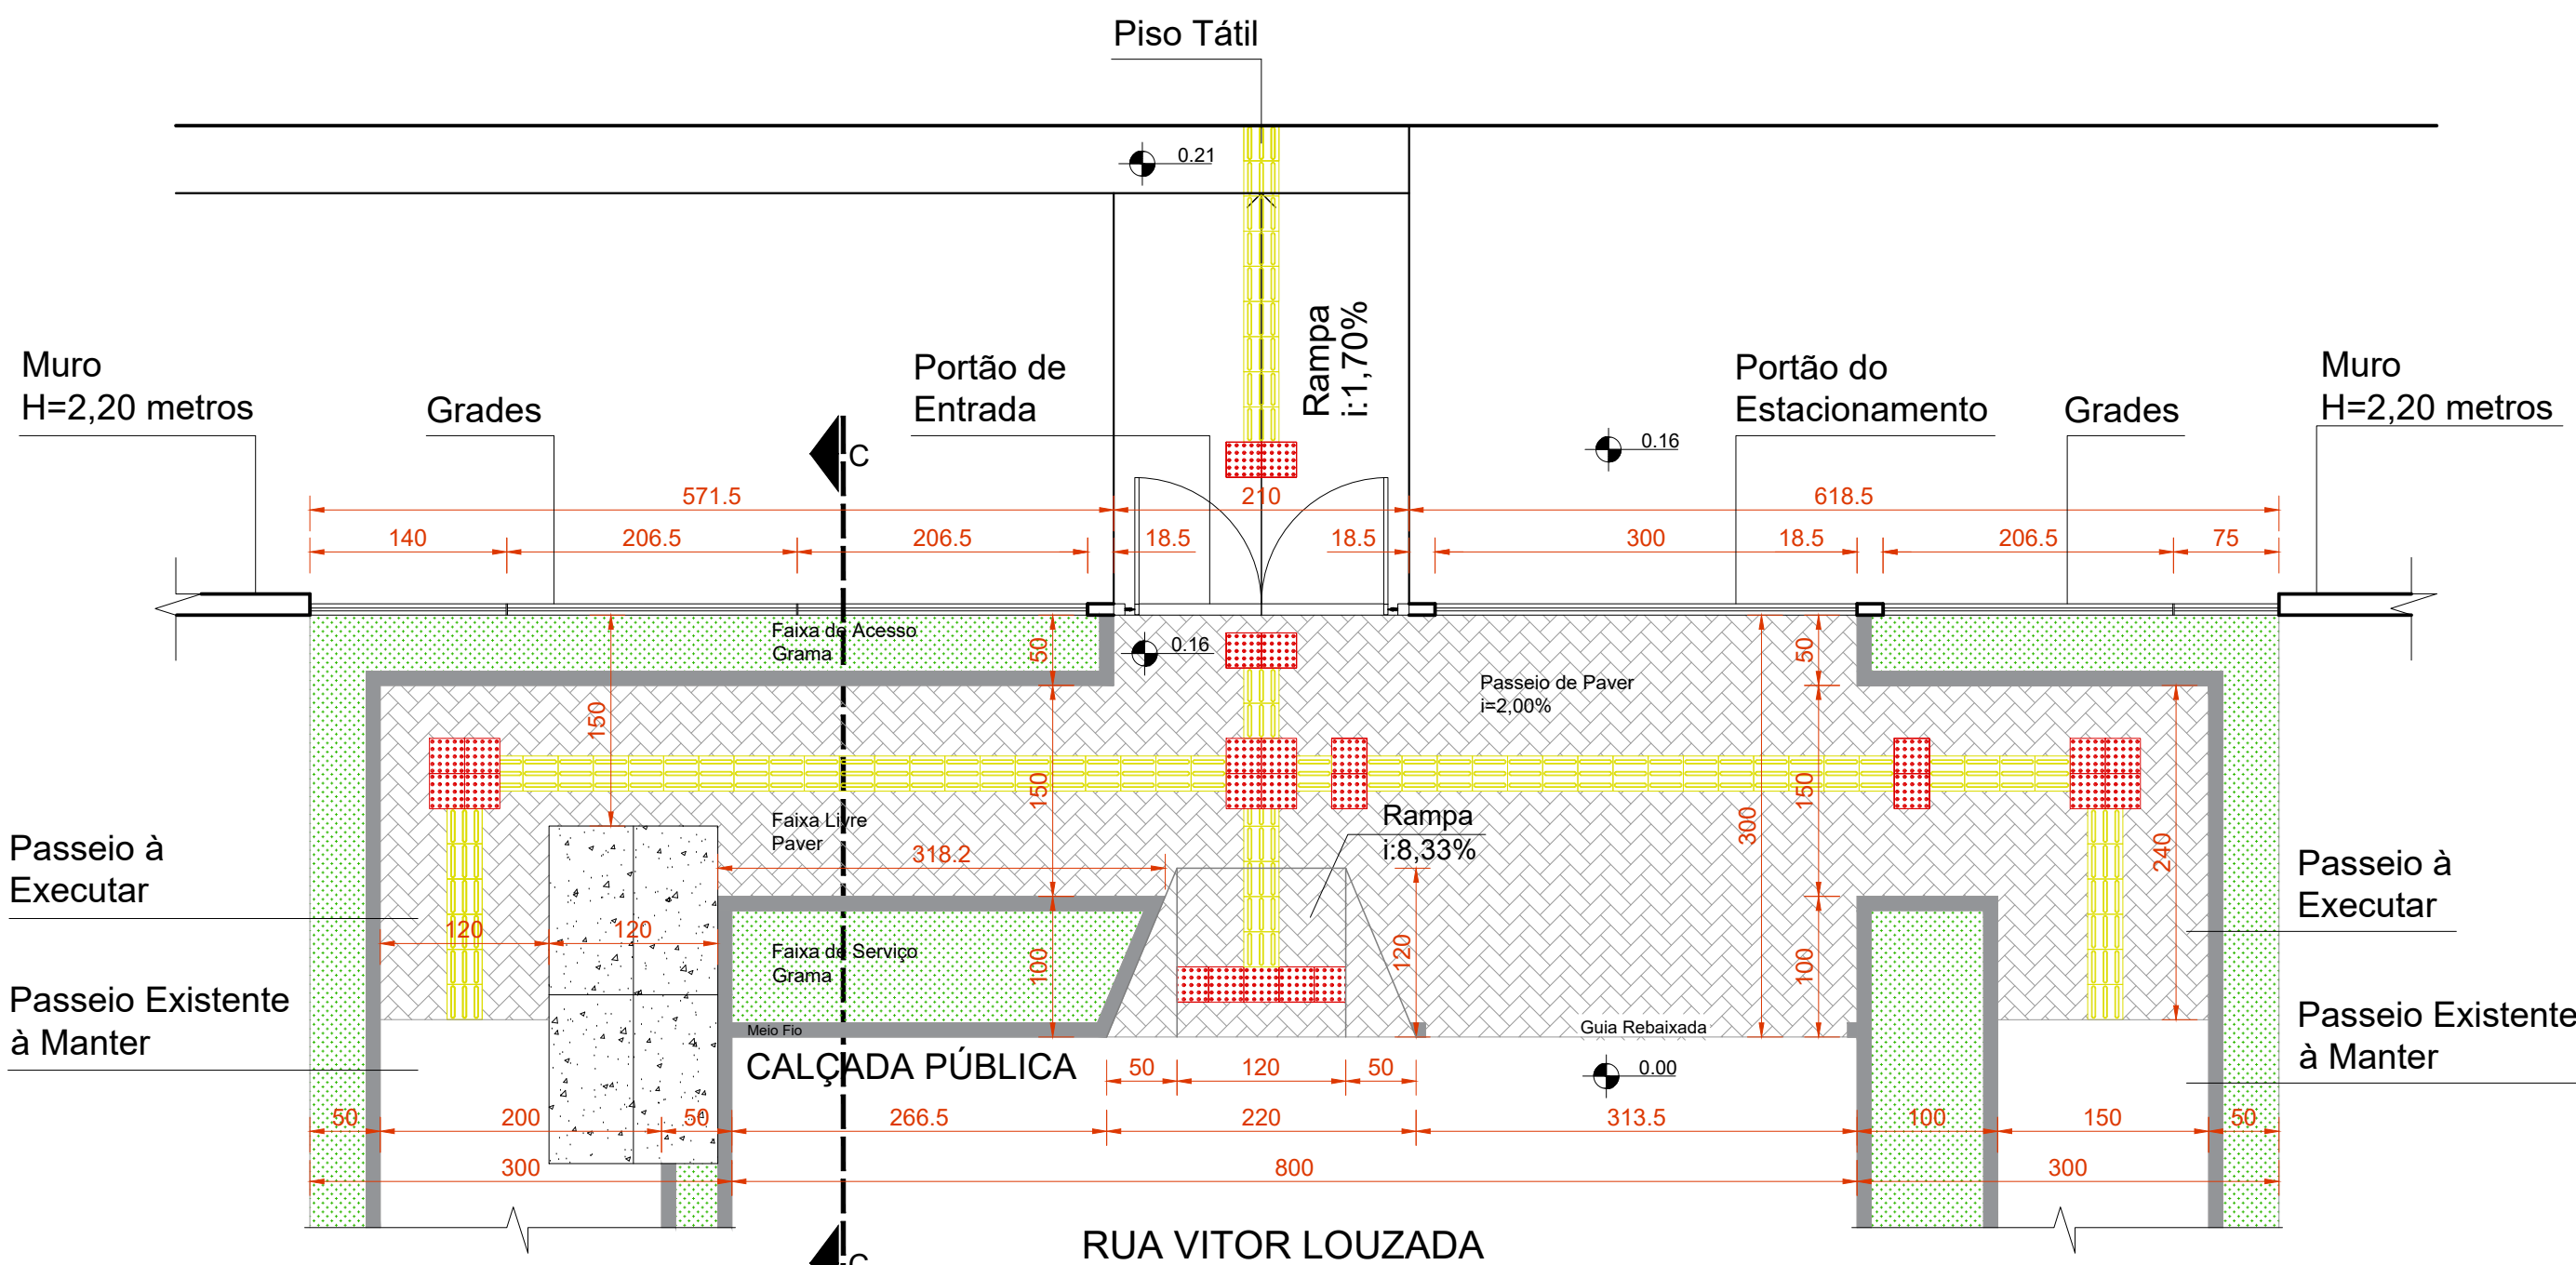 Piso Tátil
0.21
Rampa
i:1,70%
Muro
H=2,20 metros
Grades
Portão de
Entrada
Portão do
Estacionamento
Grades
Muro
H=2,20 metros
C
0.16
571.5
210
618.5
140
206.5
206.5
18.5
18.5
300
18.5
206.5
75
Faixa de Acesso
Grama
50
0.16
50
Passeio de Paver
i=2,00%
150
150
150
300
240
Faixa Livre
Paver
318.2
Rampa
i:8,33%
Passeio à
Executar
Passeio à
Executar
120
120
Faixa de Serviço
Grama
100
120
100
Passeio Existente
à Manter
Passeio Existente
à Manter
Meio Fio
Guia Rebaixada
CALÇADA PÚBLICA
50
120
50
0.00
50
200
50
266.5
220
313.5
100
150
50
300
800
300
RUA VITOR LOUZADA
C